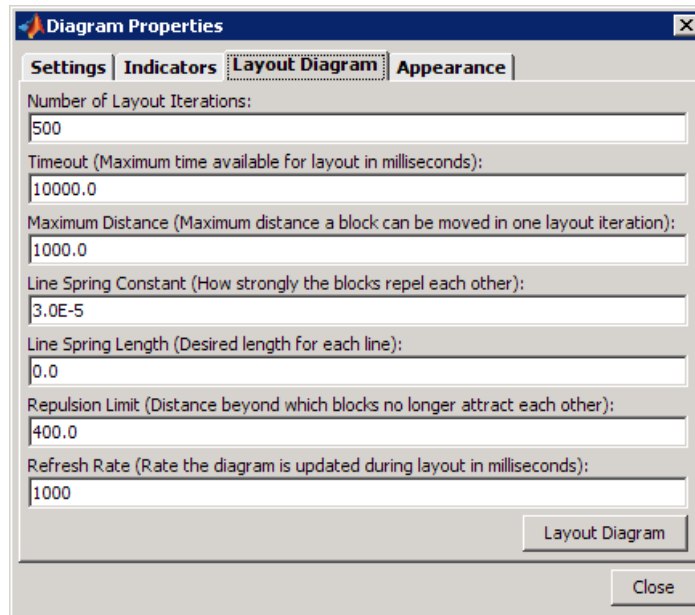 Diagram Properties
Settings Indicators Layout Diagram Appearance
Number of Layout Iterations:
500
Timeout (Maximum time available for layout in milliseconds):
10000.0
Maximum Distance (Maximum distance a block can be moved in one layout iteration):
1000.0
Line Spring Constant (How strongly the blocks repel each other):
3.0E-5
Line Spring Length (Desired length for each line):
0.0
Repulsion Limit (Distance beyond which blocks no longer attract each other):
400.0
Refresh Rate (Rate the diagram is updated during layout in milliseconds):
1000
Layout Diagram
Close